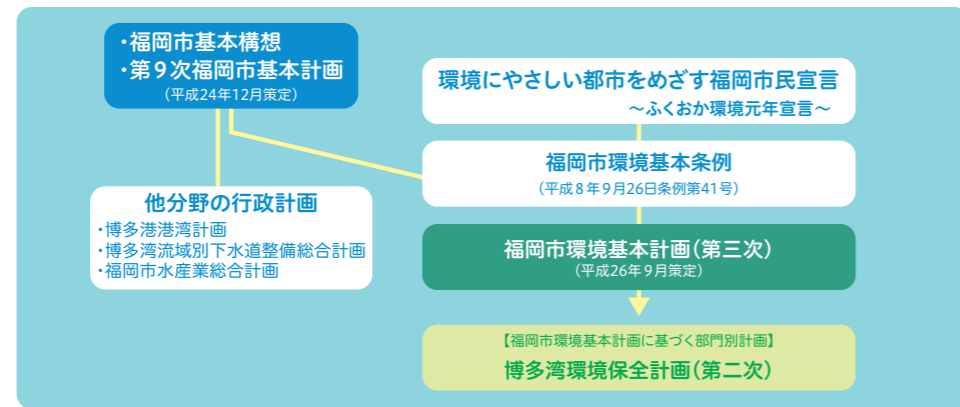 ・福岡市基本構想
・第9次福岡市基本計画
(平成24年12月策定)
環境にやさしい都市をめざす福岡市民宣言
～ふくおか環境元年宣言～
福岡市環境基本条例
(平成8年9月26日条例第41号)
他分野の行政計画
・博多港港湾計画
・博多湾流域別下水道整備総合計画
・福岡市水産業総合計画
福岡市環境基本計画(第三次)
(平成26年9月策定)
【福岡市環境基本計画に基づく部門別計画】
博多湾環境保全計画(第二次)